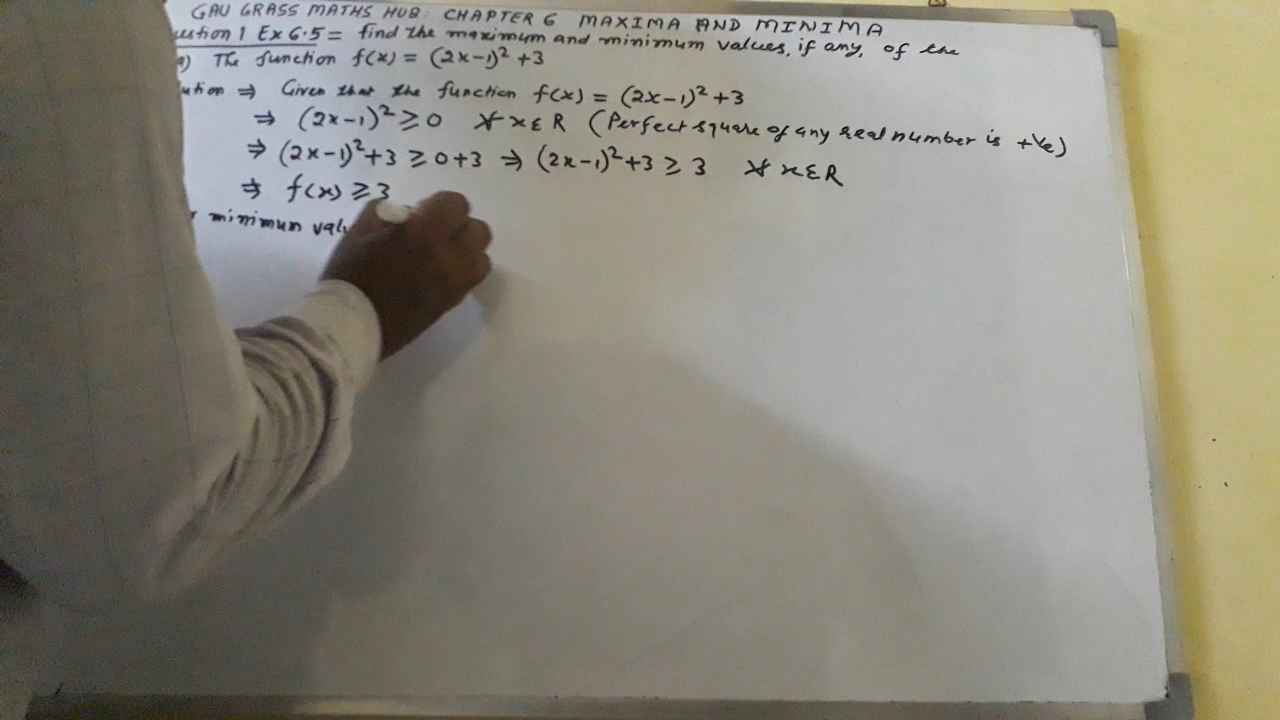 GAU GRASS MATHS HUB: CHAPTER 6 MAXIMA AND MINIMA
uestion 1 Ex 6.5 = find the maximum and minimum values, if any, of the
a) The function f(x) = (2x-1)² + 3
ution ⇒ Given that the function f(x) = (2x-1)² + 3
⇒ (2x-1)² ≥ 0 ∀ x ε R (Perfect square of any real number is +Ve)
⇒ (2x-1)² + 3 ≥ 0 + 3 ⇒ (2x-1)² + 3 ≥ 3 ∀ x ε R
⇒ f(x) ≥ 3
minimum valu